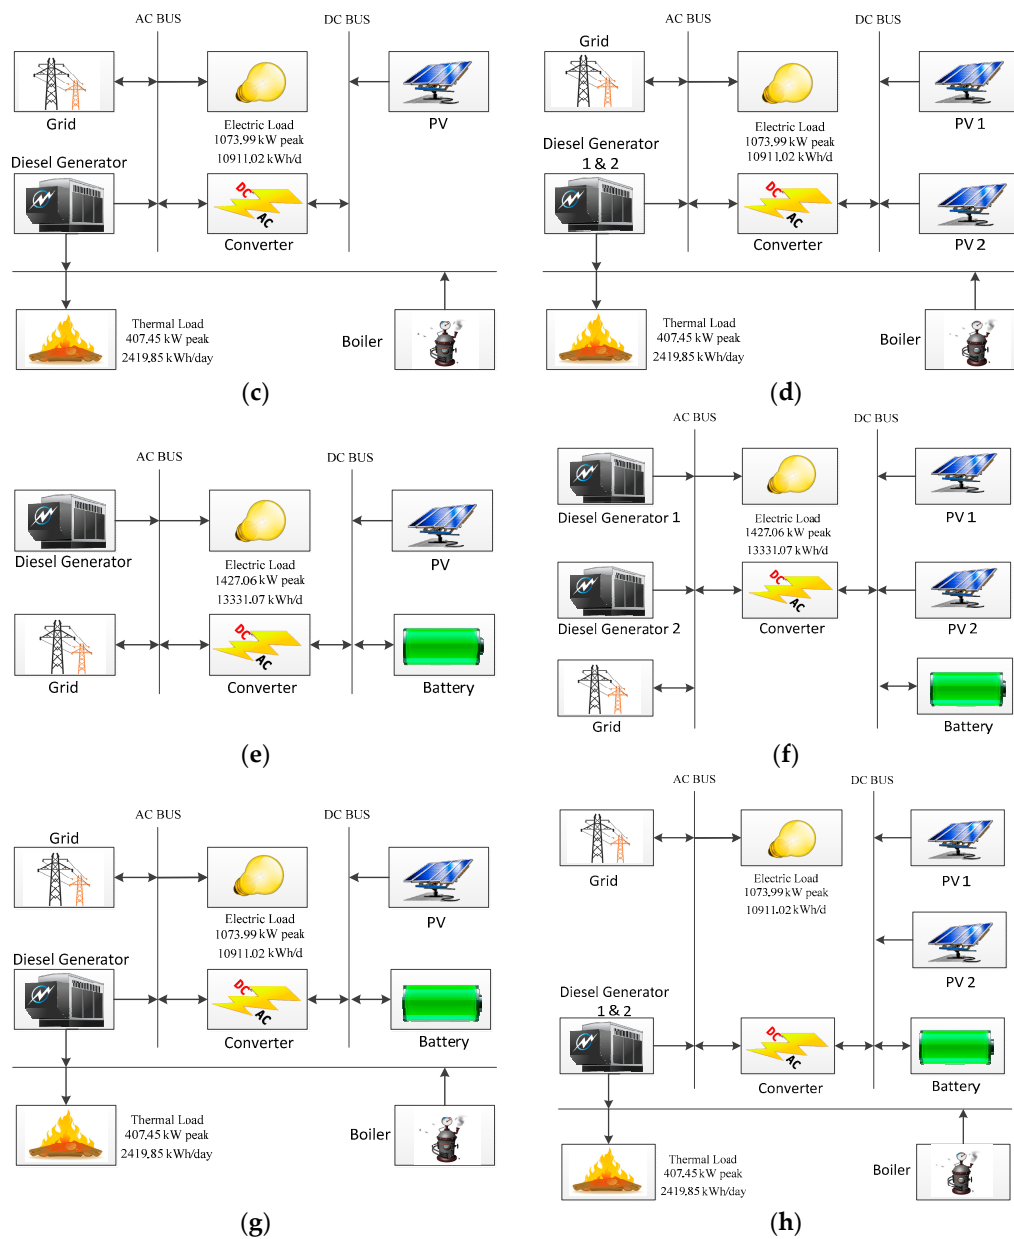 AC BUS
DC BUS
Grid
Electric Load
1073.99 kW peak
10911.02 kWh/d
PV
Diesel Generator
DC
AC
Converter
Thermal Load
407.45 kW peak
2419.85 kWh/day
Boiler
(c)
AC BUS
DC BUS
Grid
Electric Load
1073.99 kW peak
10911.02 kWh/d
PV 1
Diesel Generator
1 & 2
DC
AC
Converter
PV 2
Thermal Load
407.45 kW peak
2419.85 kWh/day
Boiler
(d)
AC BUS
DC BUS
Diesel Generator
Electric Load
1427.06 kW peak
13331.07 kWh/d
PV
Grid
DC
AC
Converter
Battery
(e)
AC BUS
DC BUS
Diesel Generator 1
Electric Load
1427.06 kW peak
13331.07 kWh/d
PV 1
Diesel Generator 2
DC
AC
Converter
PV 2
Grid
Battery
(f)
AC BUS
DC BUS
Grid
Electric Load
1073.99 kW peak
10911.02 kWh/d
PV
Diesel Generator
DC
AC
Converter
Battery
Thermal Load
407.45 kW peak
2419.85 kWh/day
Boiler
(g)
AC BUS
DC BUS
Grid
Electric Load
1073.99 kW peak
10911.02 kWh/d
PV 1
PV 2
Diesel Generator
1 & 2
DC
AC
Converter
Battery
Thermal Load
407.45 kW peak
2419.85 kWh/day
Boiler
(h)